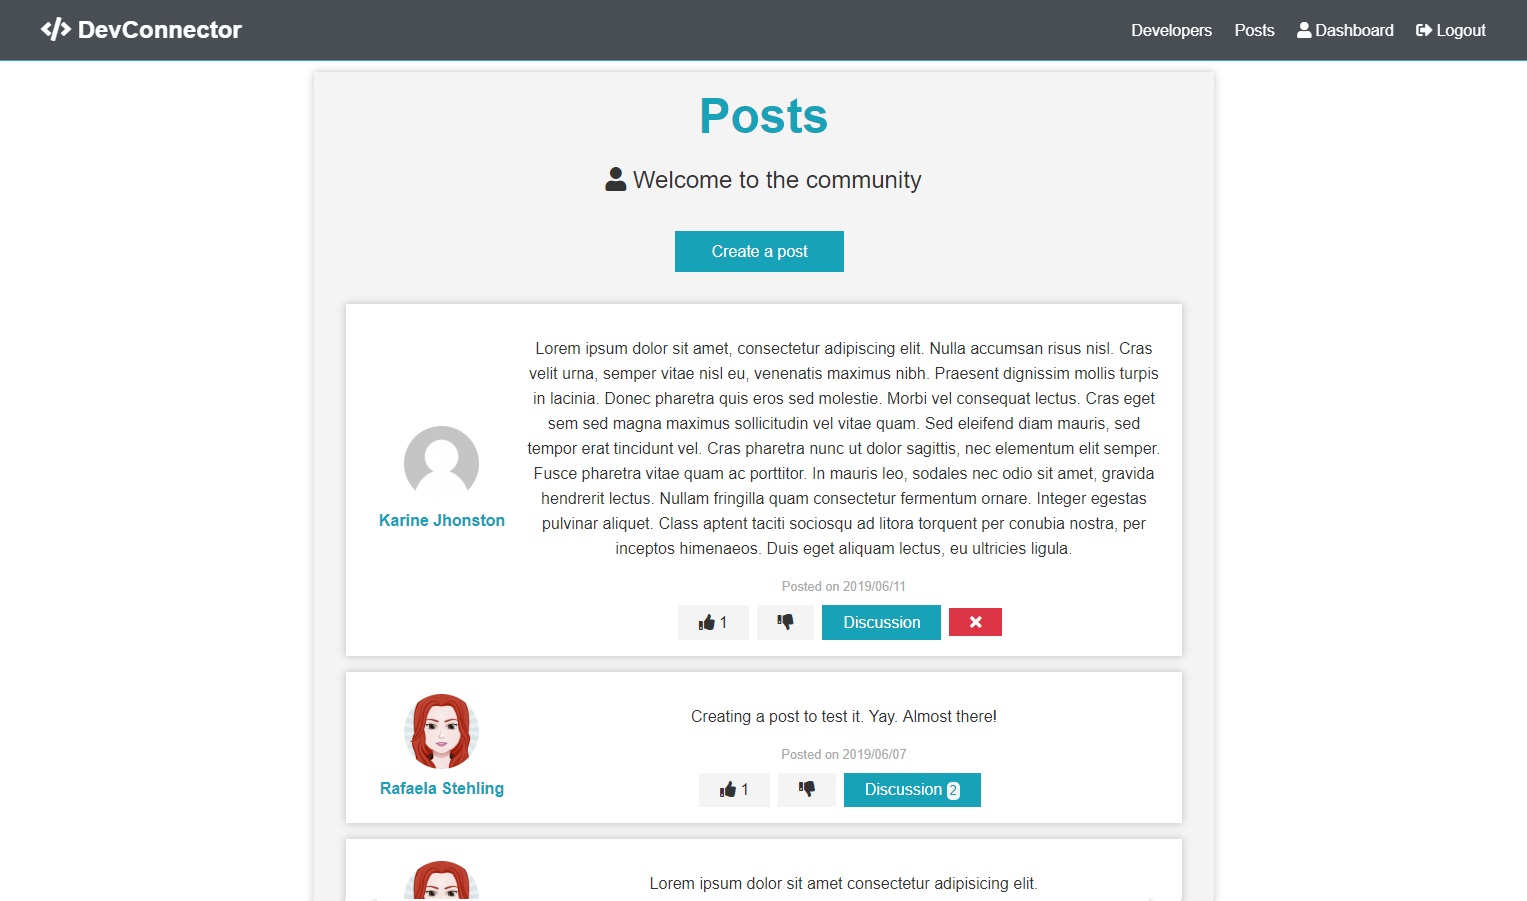 DevConnector
Developers Posts Dashboard Logout
Posts
Welcome to the community
Create a post
Lorem ipsum dolor sit amet, consectetur adipiscing elit. Nulla accumsan risus nisl. Cras
velit urna, semper vitae nisl eu, venenatis maximus nibh. Praesent dignissim mollis turpis
in lacinia. Donec pharetra quis eros sed molestie. Morbi vel consequat lectus. Cras eget
sem sed magna maximus sollicitudin vel vitae quam. Sed eleifend diam mauris, sed
tempor erat tincidunt vel. Cras pharetra nunc ut dolor sagittis, nec elementum elit semper.
Fusce pharetra vitae quam ac porttitor. In mauris leo, sodales nec odio sit amet, gravida
hendrerit lectus. Nullam fringilla quam consectetur fermentum ornare. Integer egestas
pulvinar aliquet. Class aptent taciti sociosqu ad litora torquent per conubia nostra, per
inceptos himenaeos. Duis eget aliquam lectus, eu ultricies ligula.
Karine Jhonston
Posted on 2019/06/11
1 Discussion
Creating a post to test it. Yay. Almost there!
Posted on 2019/06/07
Rafaela Stehling
1 Discussion 2
Lorem ipsum dolor sit amet consectetur adipisicing elit.